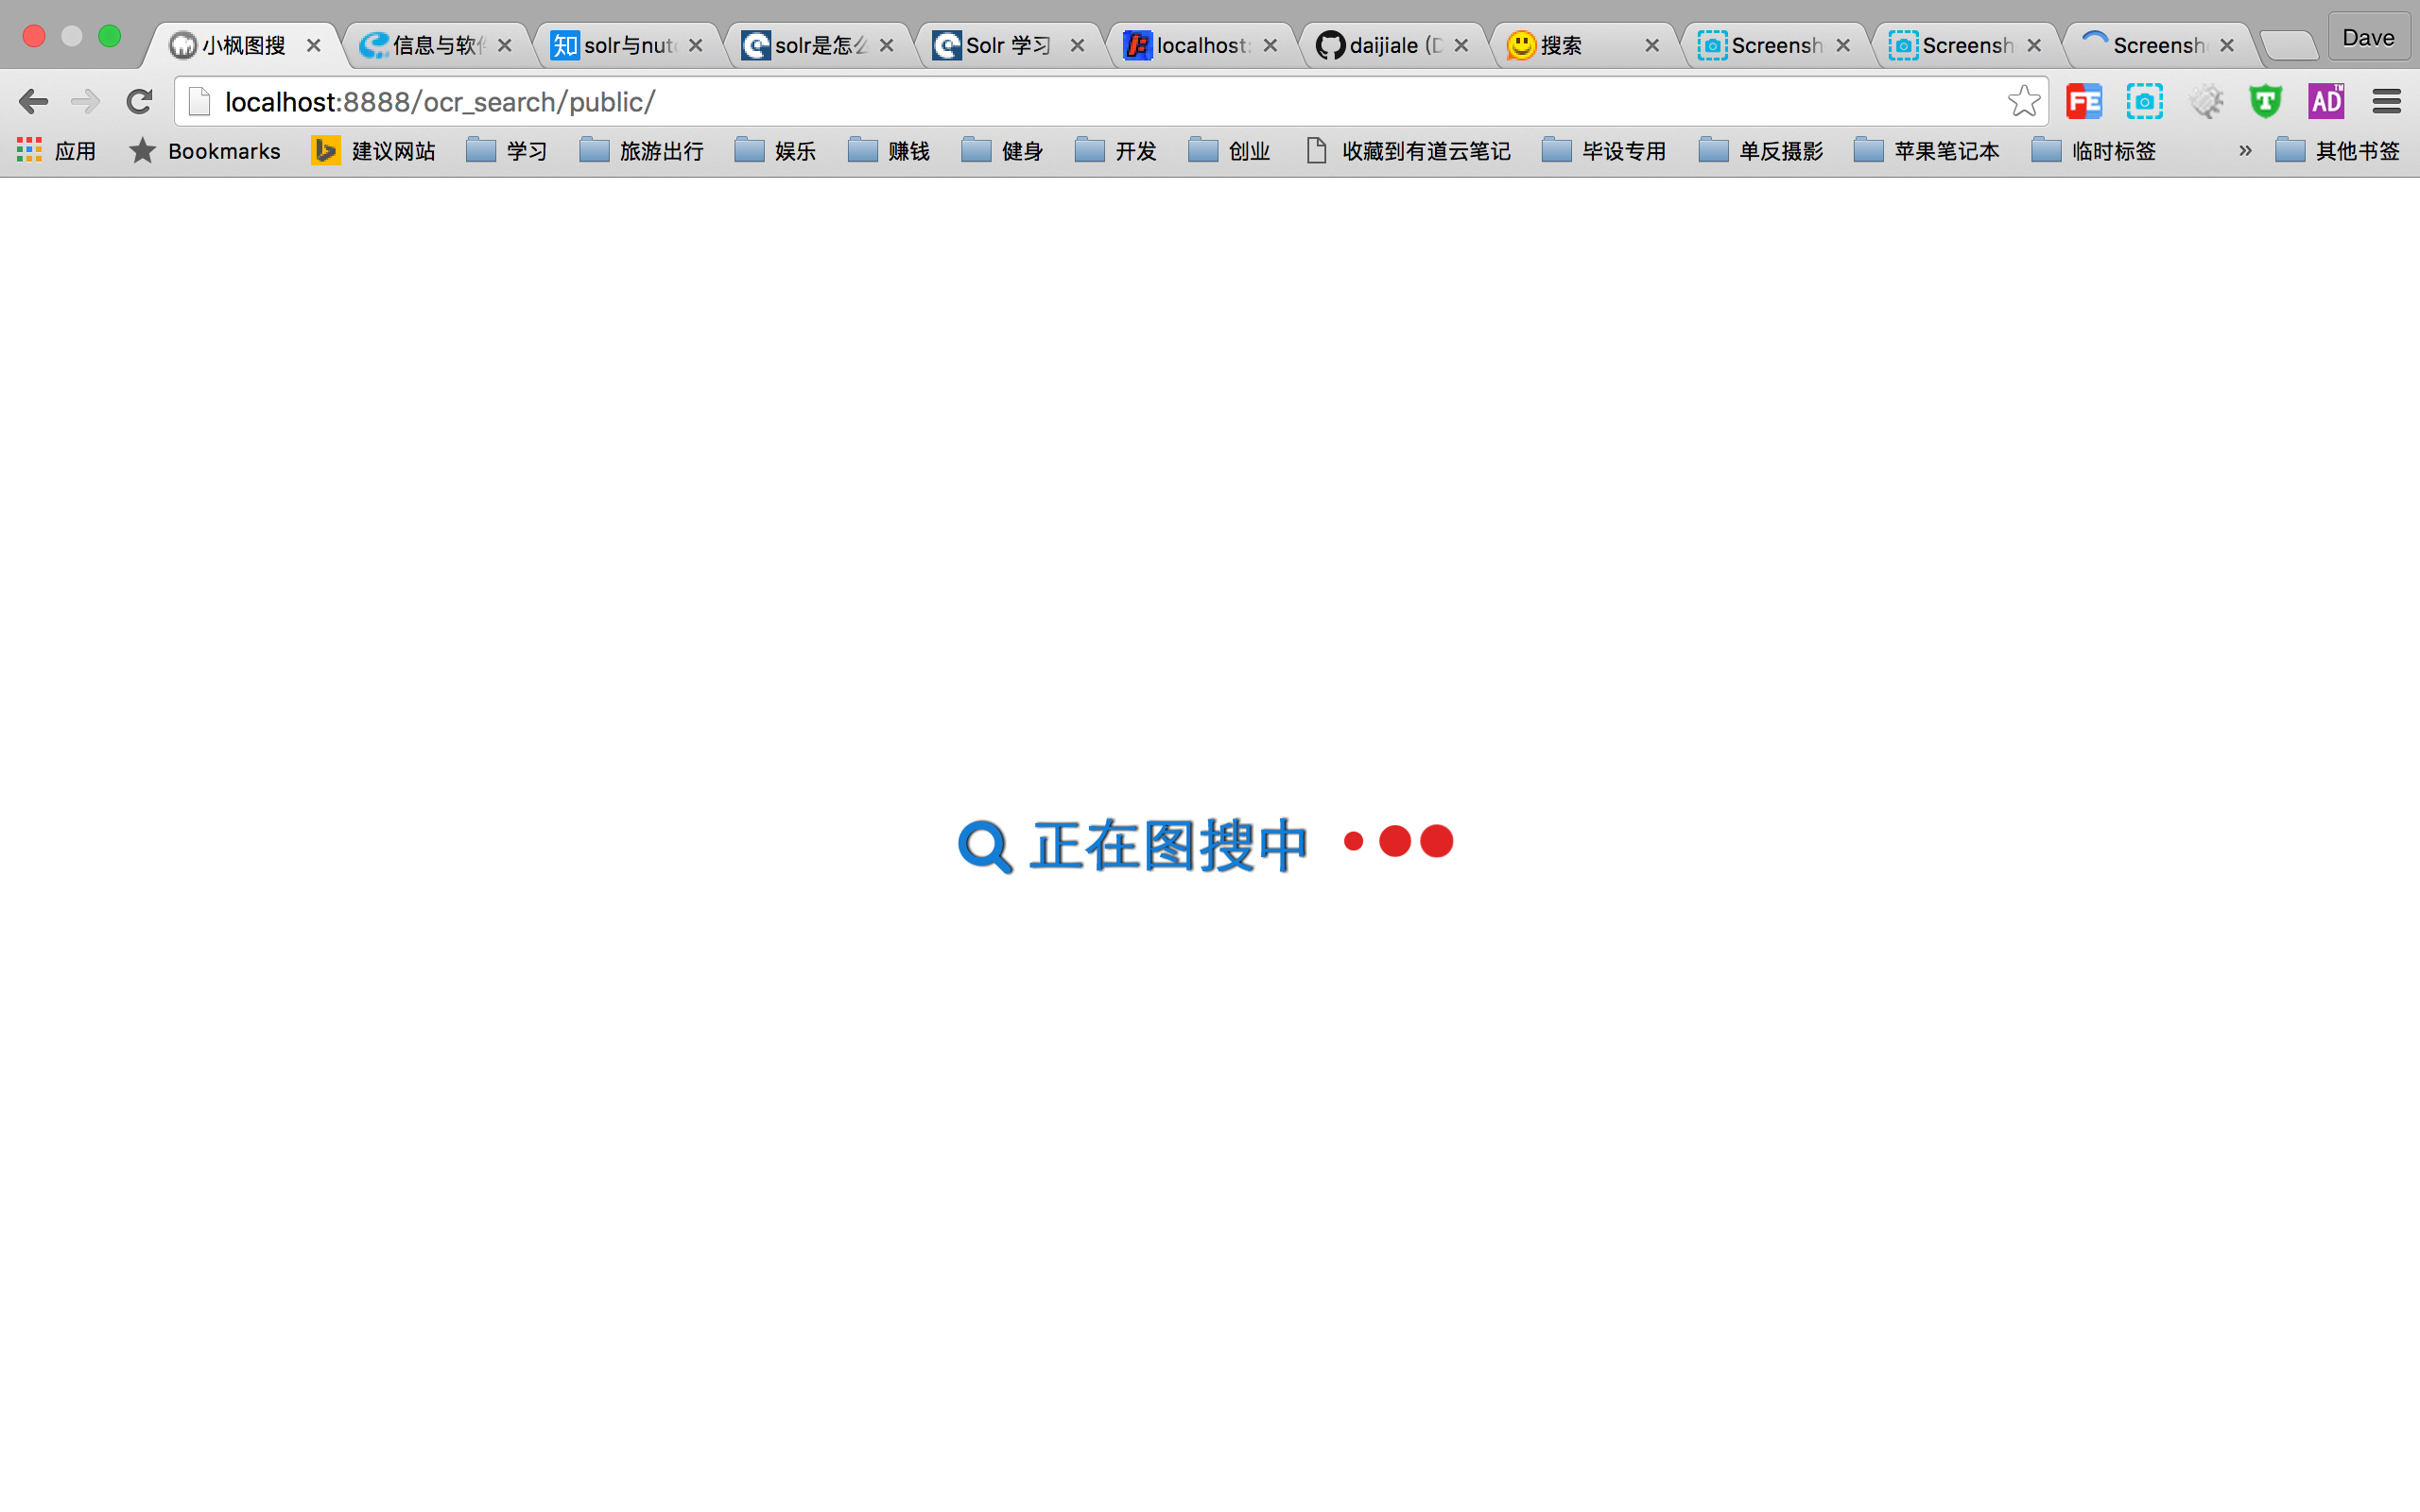 小枫图搜 信息与软件 知 solr与nutc solr是怎么 Solr 学习 localhost: daijiale (D 搜索 Screensh Screensh Screensho Dave
localhost:8888/ocr_search/public/ FE T AD
应用 Bookmarks 建议网站 学习 旅游出行 娱乐 赚钱 健身 开发 创业 收藏到有道云笔记 毕设专用 单反摄影 苹果笔记本 临时标签 » 其他书签
正在图搜中